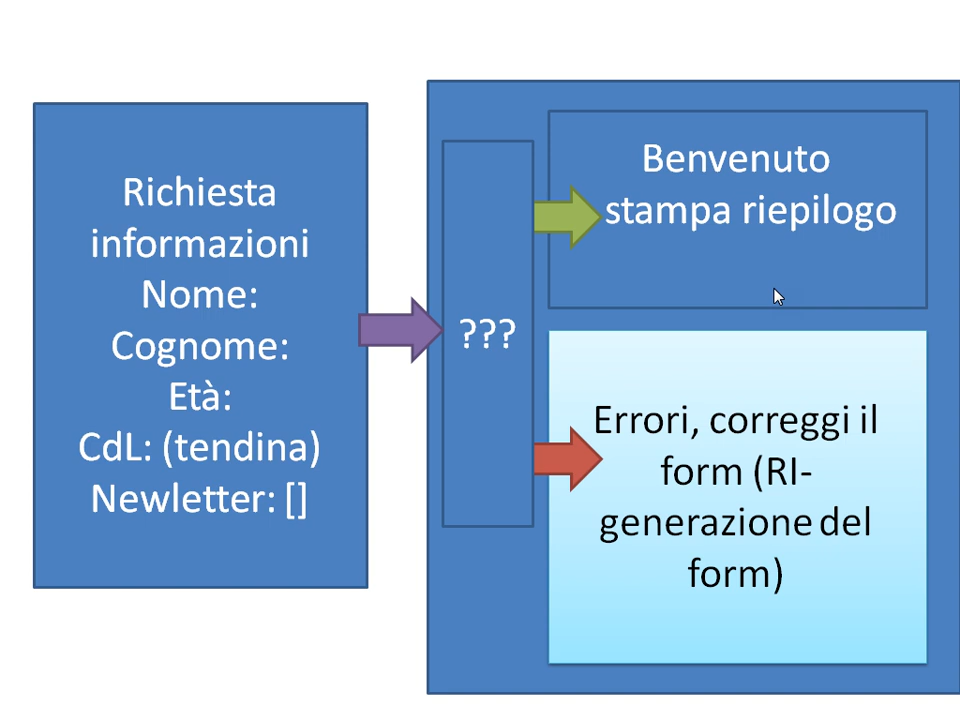 Richiesta
informazioni
Nome:
Cognome:
Età:
CdL: (tendina)
Newletter: []
???
Benvenuto
stampa riepilogo
Errori, correggi il
form (RI-
generazione del
form)